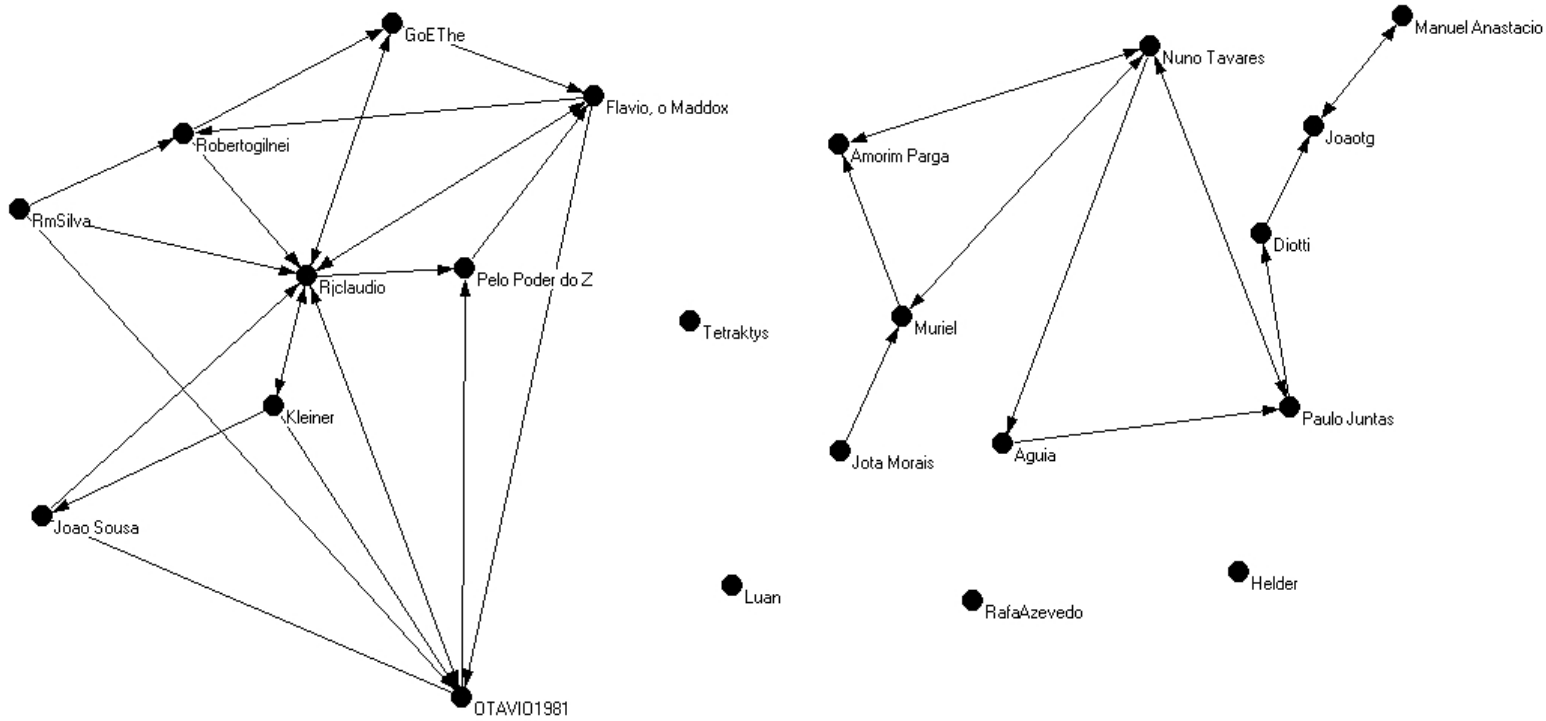 GoEThe
Manuel Anastacio
Nuno Tavares
Flavio, o Maddox
Joaotg
Robertogilnei
Amorim Parga
RmSilva
Diotti
Rjclaudio
Pelo Poder do Z
Tetraktys
Muriel
Kleiner
Paulo Juntas
Jota Morais
Aguia
Joao Sousa
Luan
RafaAzevedo
Helder
OTAVIO1981